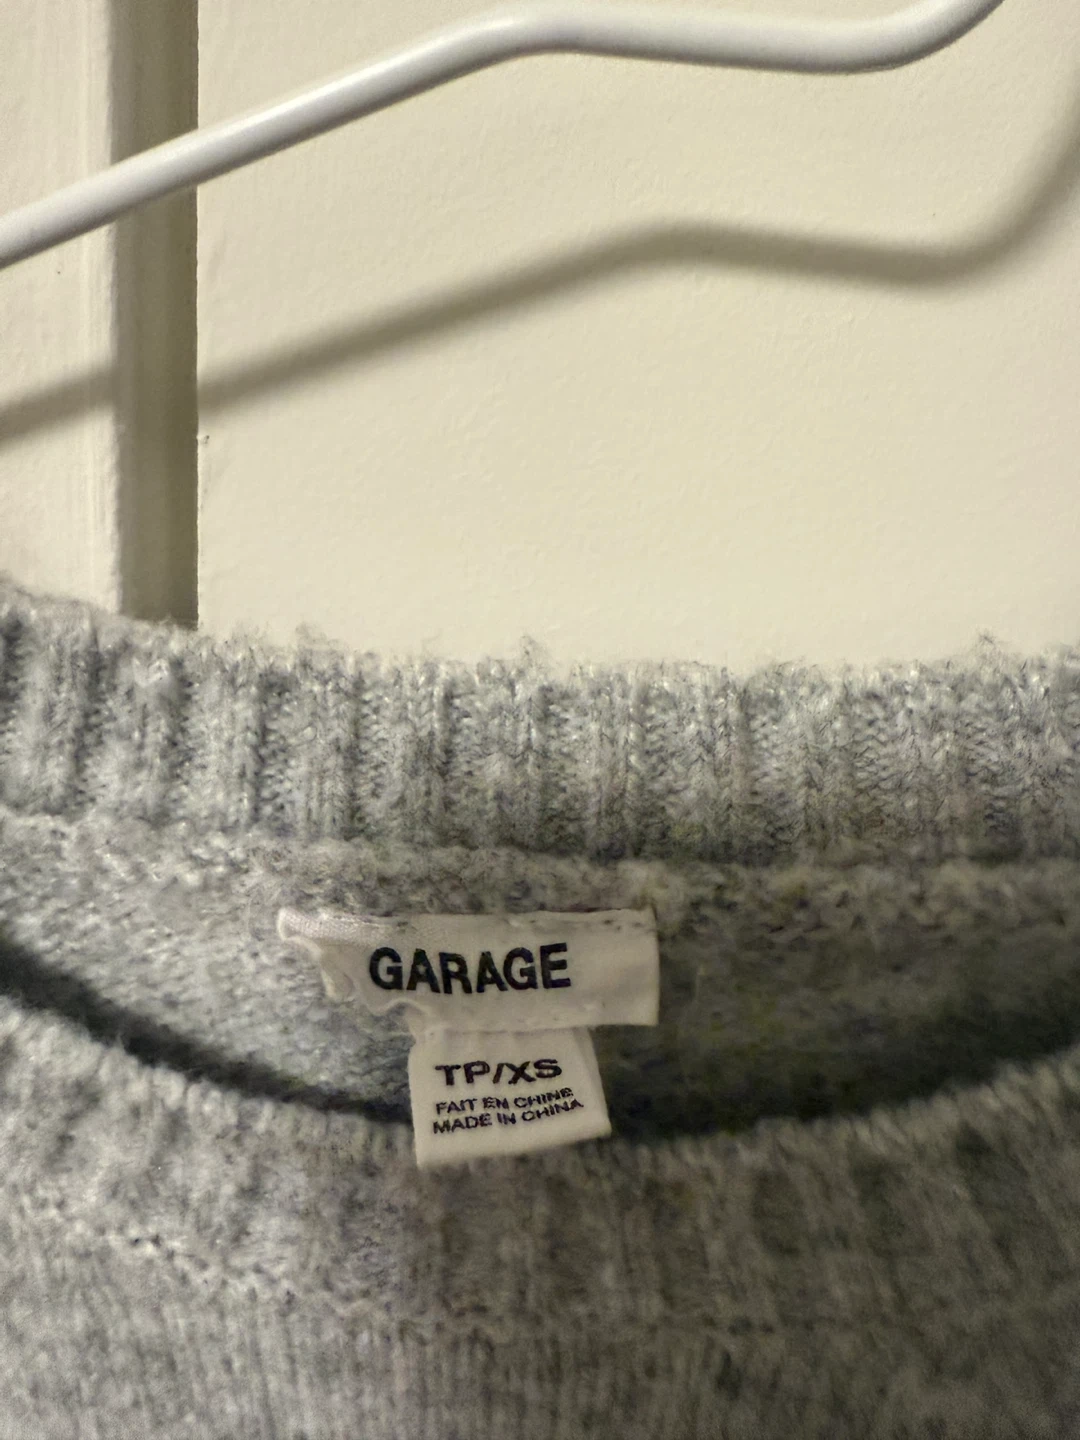 GARAGE
TP/XS
FAIT EN CHINE
MADE IN CHINA